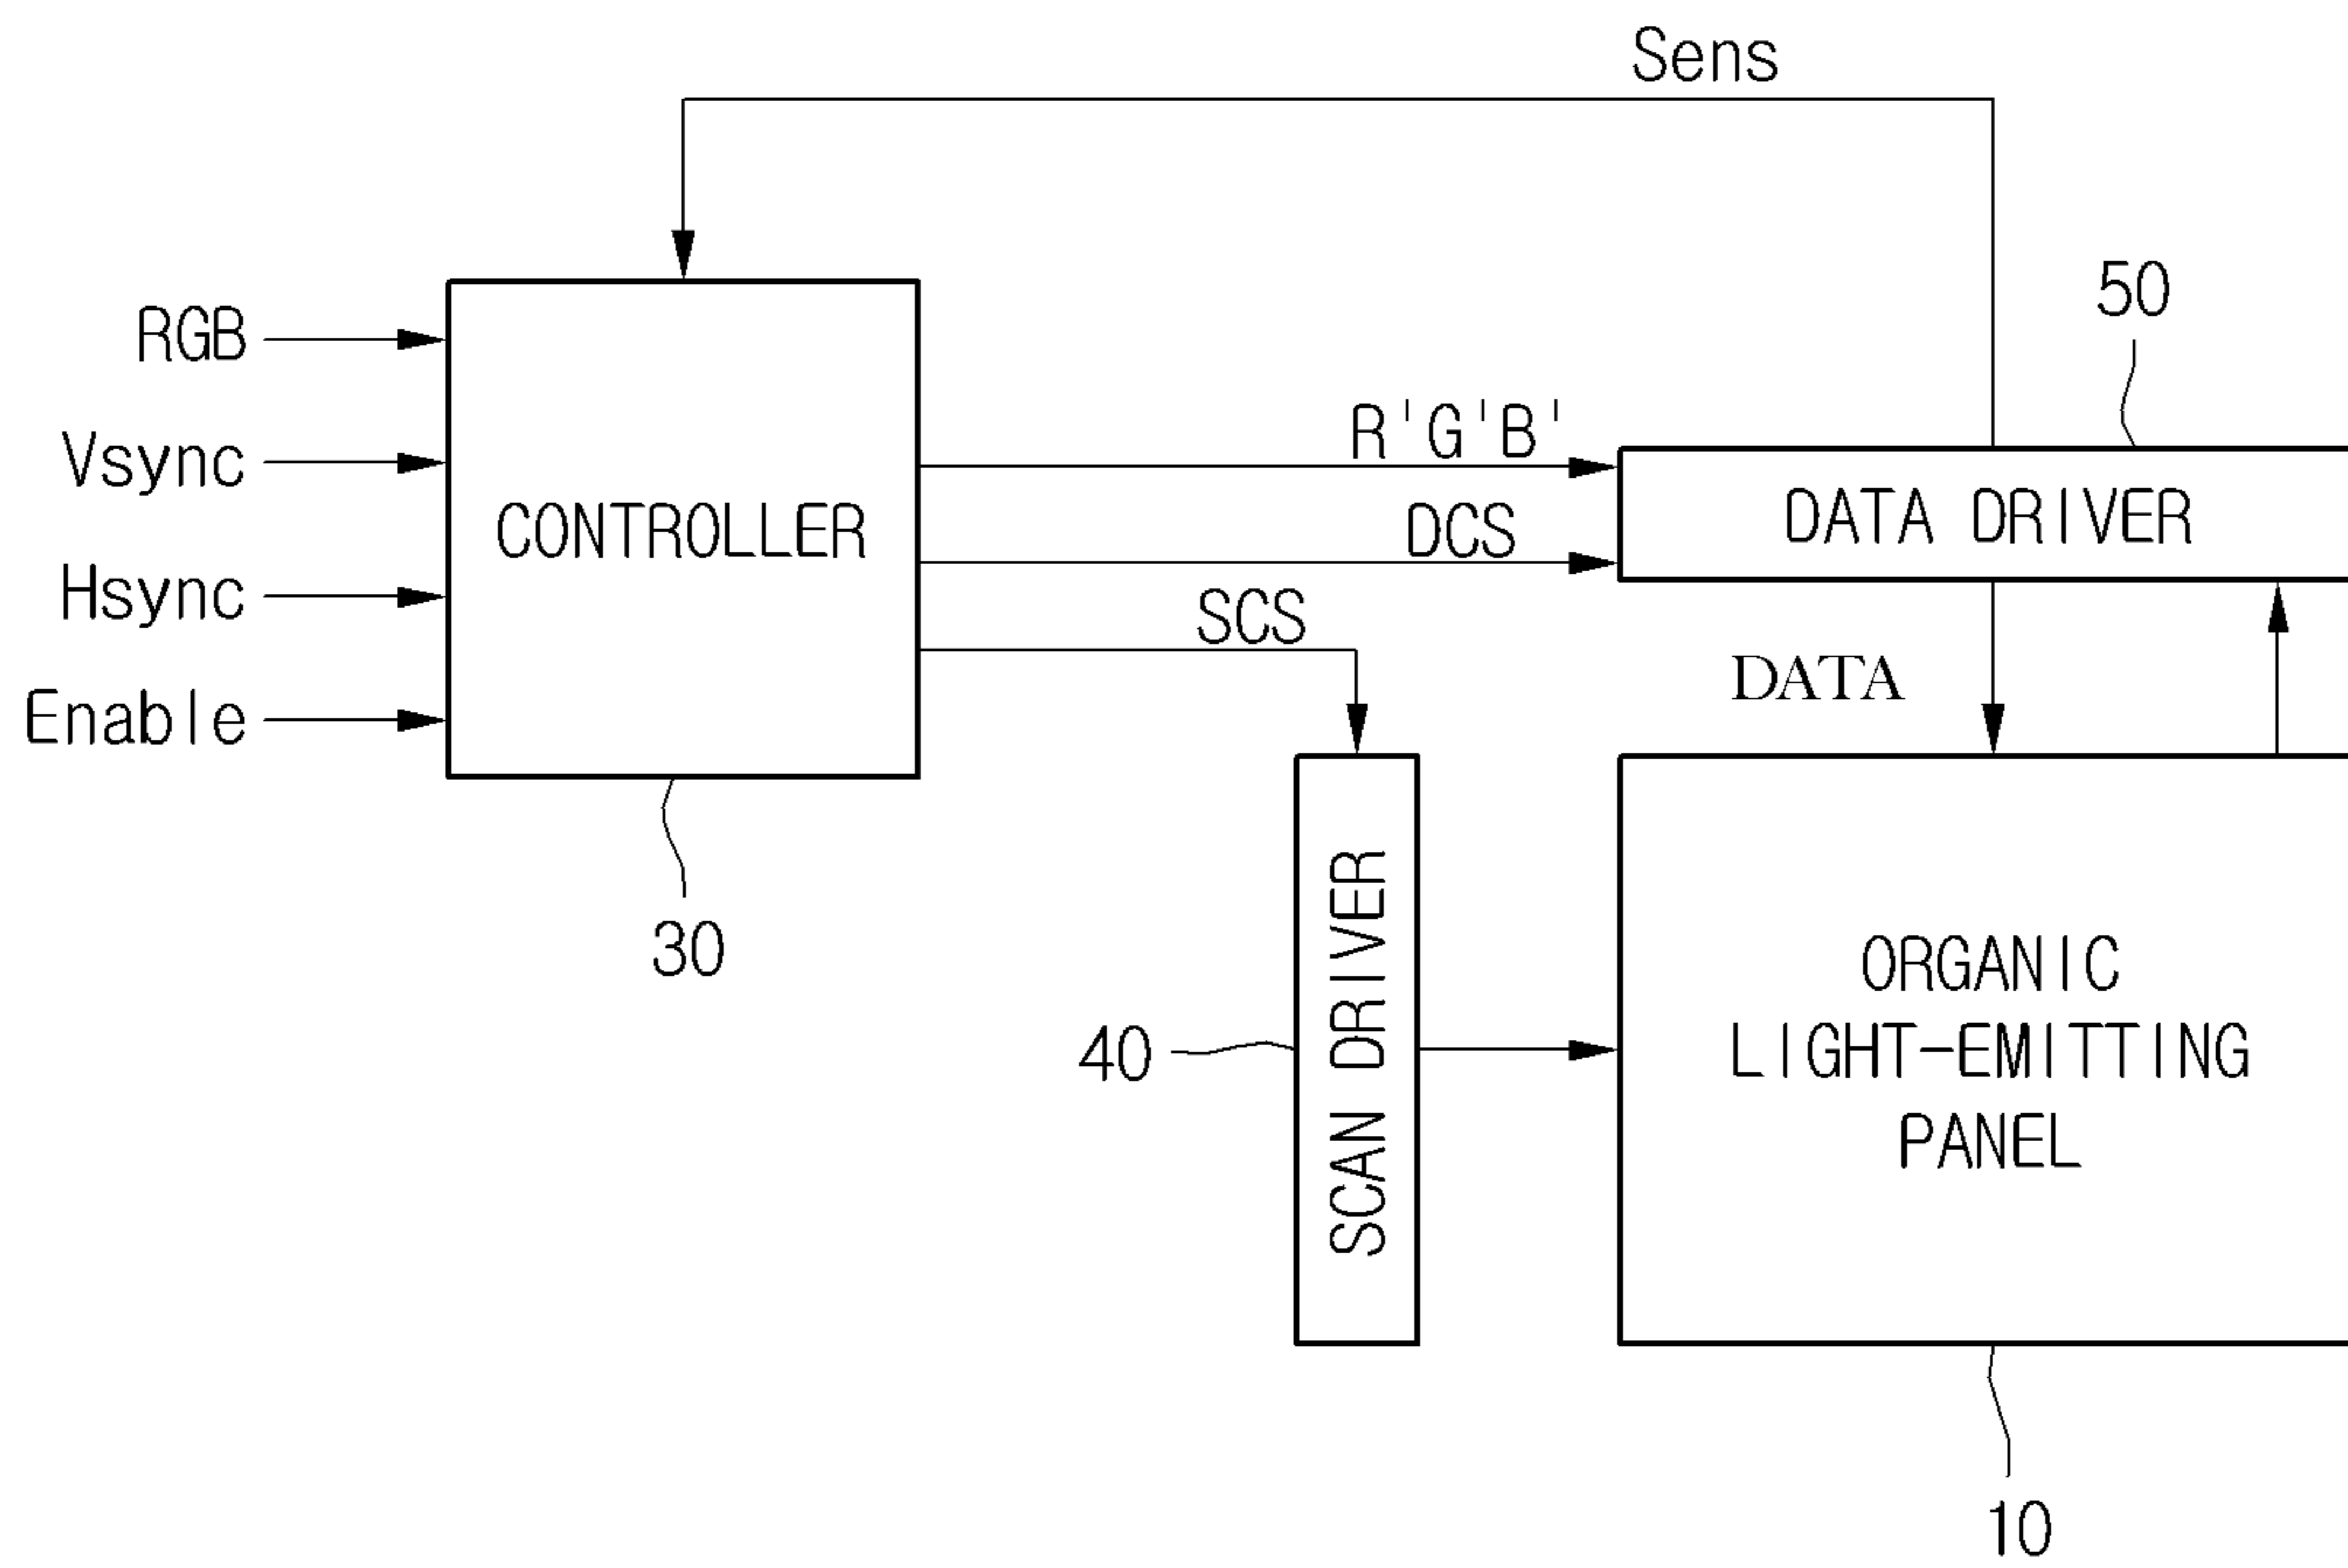 Sens
50
RGB
Vsync
Hsync
Enable
CONTROLLER
R'G'B'
DCS
SCS
DATA DRIVER
DATA
30
40
SCAN DRIVER
ORGANIC
LIGHT-EMITTING
PANEL
10